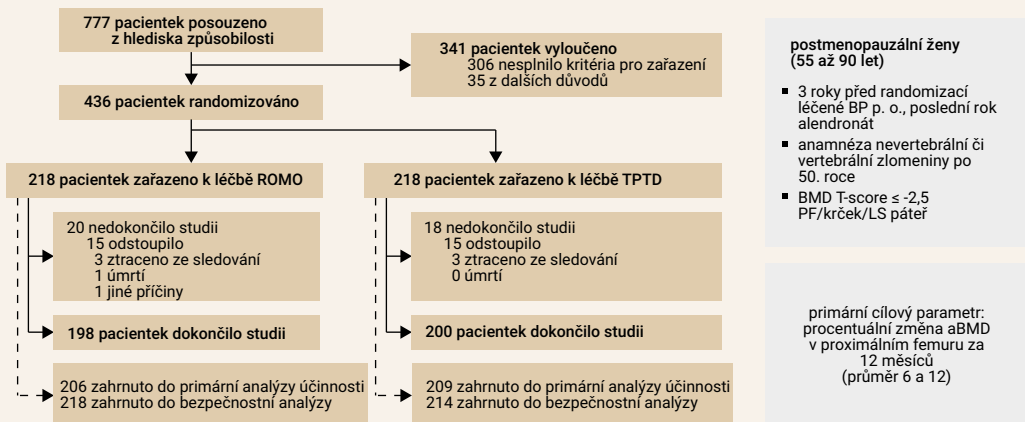 777 pacientek posouzeno
z hlediska způsobilosti
341 pacientek vyloučeno
306 nesplnilo kritéria pro zařazení
35 z dalších důvodů
436 pacientek randomizováno
218 pacientek zařazeno k léčbě ROMO
20 nedokončilo studii
15 odstoupilo
3 ztraceno ze sledování
1 úmrtí
1 jiné příčiny
198 pacientek dokončilo studii
206 zahrnuto do primární analýzy účinnosti
218 zahrnuto do bezpečnostní analýzy
218 pacientek zařazeno k léčbě TPTD
18 nedokončilo studii
15 odstoupilo
3 ztraceno ze sledování
0 úmrtí
200 pacientek dokončilo studii
209 zahrnuto do primární analýzy účinnosti
214 zahrnuto do bezpečnostní analýzy
postmenopauzální ženy
(55 až 90 let)
▪ 3 roky před randomizací
léčené BP p. o., poslední rok
alendronát
▪ anamnéza nevertebrální či
vertebrální zlomeniny po
50. roce
▪ BMD T-score ≤ -2,5
PF/krček/LS páteř
primární cílový parametr:
procentuální změna aBMD
v proximálním femuru za
12 měsíců
(průměr 6 a 12)